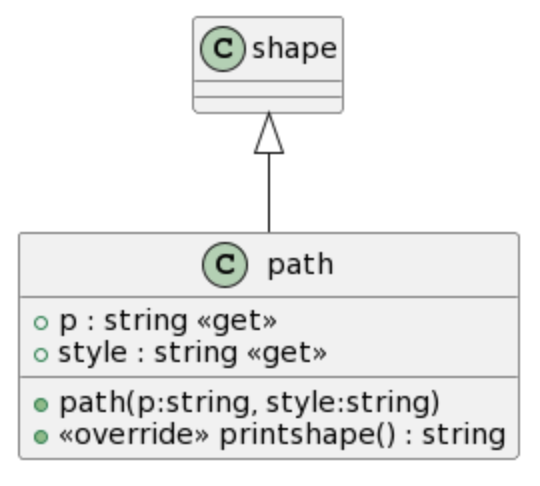 C shape
C path
p : string «get»
style : string «get»
path(p:string, style:string)
«override» printshape() : string